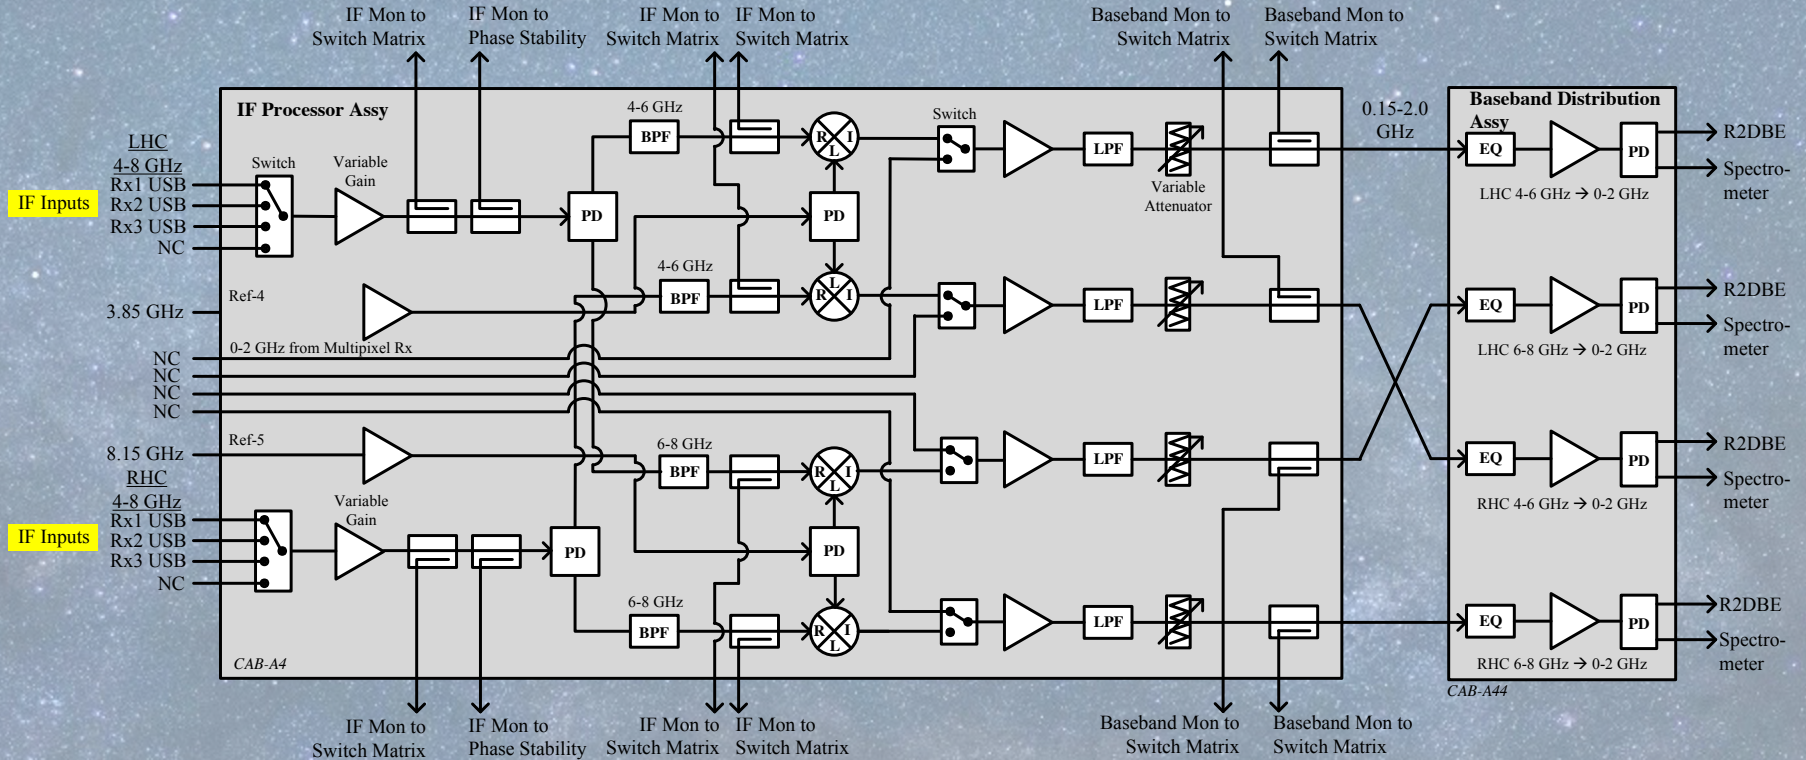 IF Mon to
Switch Matrix
IF Mon to
Phase Stability
IF Mon to
Switch Matrix
IF Mon to
Switch Matrix
Baseband Mon to
Switch Matrix
Baseband Mon to
Switch Matrix
IF Processor Assy
LHC
4-8 GHz
IF Inputs
Rx1 USB
Rx2 USB
Rx3 USB
NC
Switch
Variable
Gain
PD
4-6 GHz
BPF
R
I
L
PD
4-6 GHz
BPF
L
R
I
Switch
LPF
Variable
Attenuator
LPF
3.85 GHz
Ref-4
0-2 GHz from Multipixel Rx
NC
NC
NC
NC
8.15 GHz
Ref-5
RHC
4-8 GHz
IF Inputs
Rx1 USB
Rx2 USB
Rx3 USB
NC
Variable
Gain
PD
6-8 GHz
BPF
R
I
L
PD
6-8 GHz
BPF
R
I
L
LPF
LPF
CAB-A4
0.15-2.0
GHz
Baseband Distribution
Assy
EQ
PD
R2DBE
Spectro-
meter
LHC 4-6 GHz → 0-2 GHz
EQ
PD
R2DBE
Spectro-
meter
LHC 6-8 GHz → 0-2 GHz
EQ
PD
R2DBE
Spectro-
meter
RHC 4-6 GHz → 0-2 GHz
EQ
PD
R2DBE
Spectro-
meter
RHC 6-8 GHz → 0-2 GHz
CAB-A44
IF Mon to
Switch Matrix
IF Mon to
Phase Stability
IF Mon to
Switch Matrix
IF Mon to
Switch Matrix
Baseband Mon to
Switch Matrix
Baseband Mon to
Switch Matrix